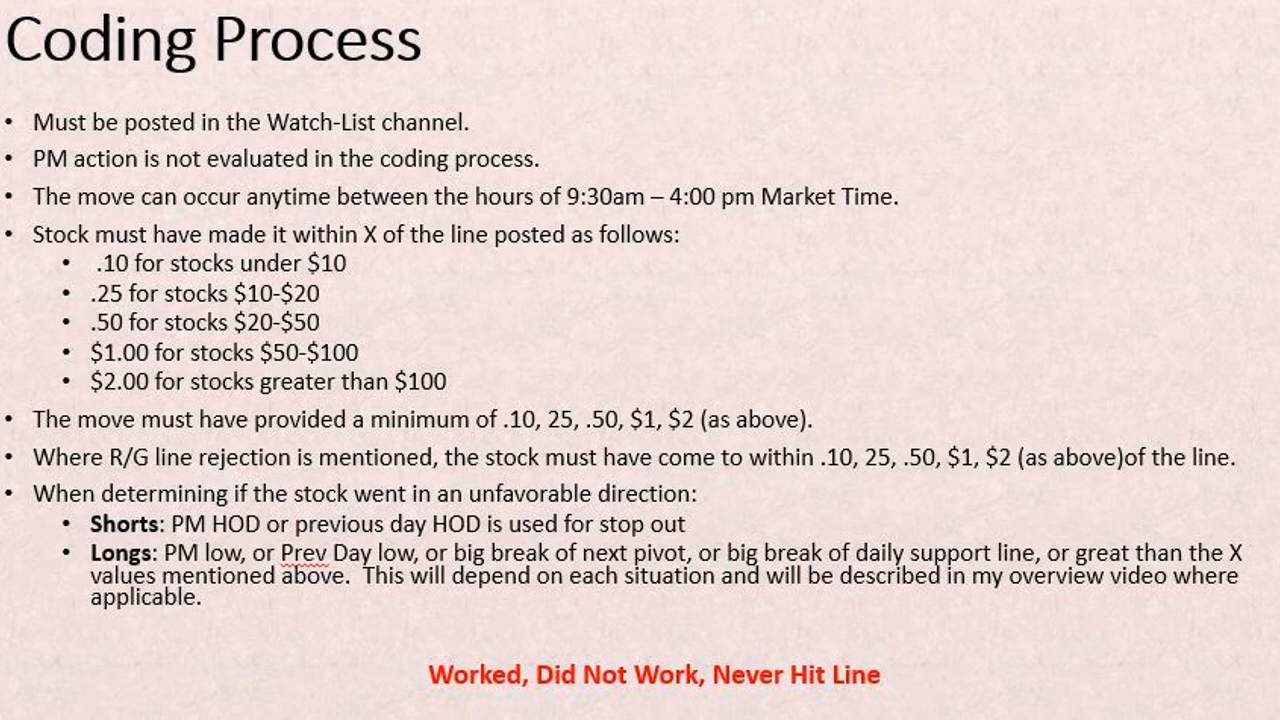 Coding Process
• Must be posted in the Watch-List channel.
• PM action is not evaluated in the coding process.
• The move can occur anytime between the hours of 9:30am – 4:00 pm Market Time.
• Stock must have made it within X of the line posted as follows:
• .10 for stocks under $10
• .25 for stocks $10-$20
• .50 for stocks $20-$50
• $1.00 for stocks $50-$100
• $2.00 for stocks greater than $100
• The move must have provided a minimum of .10, 25, .50, $1, $2 (as above).
• Where R/G line rejection is mentioned, the stock must have come to within .10, 25, .50, $1, $2 (as above)of the line.
• When determining if the stock went in an unfavorable direction:
• Shorts: PM HOD or previous day HOD is used for stop out
• Longs: PM low, or Prev Day low, or big break of next pivot, or big break of daily support line, or great than the X
values mentioned above.  This will depend on each situation and will be described in my overview video where
applicable.
Worked, Did Not Work, Never Hit Line